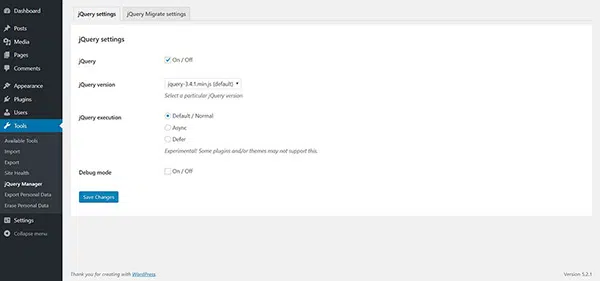 Dashboard
Posts
Media
Pages
Comments
Appearance
Plugins
Users
Tools
Available Tools
Import
Export
Site Health
jQuery Manager
Export Personal Data
Erase Personal Data
Settings
Collapse menu
jQuery settings jQuery Migrate settings
jQuery settings
jQuery On / Off
jQuery version jquery-3.4.1.min.js (default)
Select a particular jQuery version
jQuery execution Default / Normal
Async
Defer
Experimental! Some plugins and/or themes may not support this.
Debug mode On / Off
Save Changes
Thank you for creating with WordPress. Version 5.2.1